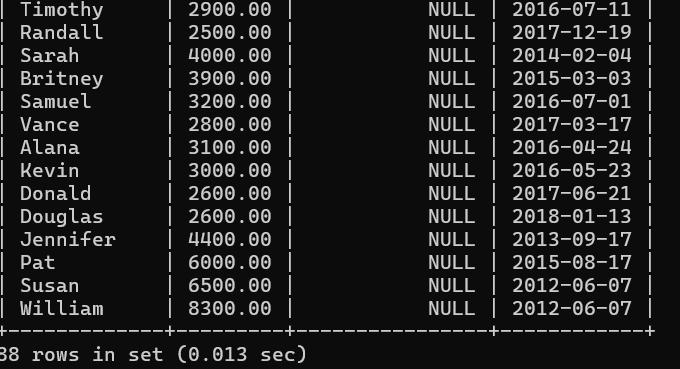 | Timothy     | 2900.00 |           NULL | 2016-07-11 |
| Randall     | 2500.00 |           NULL | 2017-12-19 |
| Sarah       | 4000.00 |           NULL | 2014-02-04 |
| Britney     | 3900.00 |           NULL | 2015-03-03 |
| Samuel      | 3200.00 |           NULL | 2016-07-01 |
| Vance       | 2800.00 |           NULL | 2017-03-17 |
| Alana       | 3100.00 |           NULL | 2016-04-24 |
| Kevin       | 3000.00 |           NULL | 2016-05-23 |
| Donald      | 2600.00 |           NULL | 2017-06-21 |
| Douglas     | 2600.00 |           NULL | 2018-01-13 |
| Jennifer    | 4400.00 |           NULL | 2013-09-17 |
| Pat         | 6000.00 |           NULL | 2015-08-17 |
| Susan       | 6500.00 |           NULL | 2012-06-07 |
| William     | 8300.00 |           NULL | 2012-06-07 |
+-------------+---------+----------------+------------+
88 rows in set (0.013 sec)